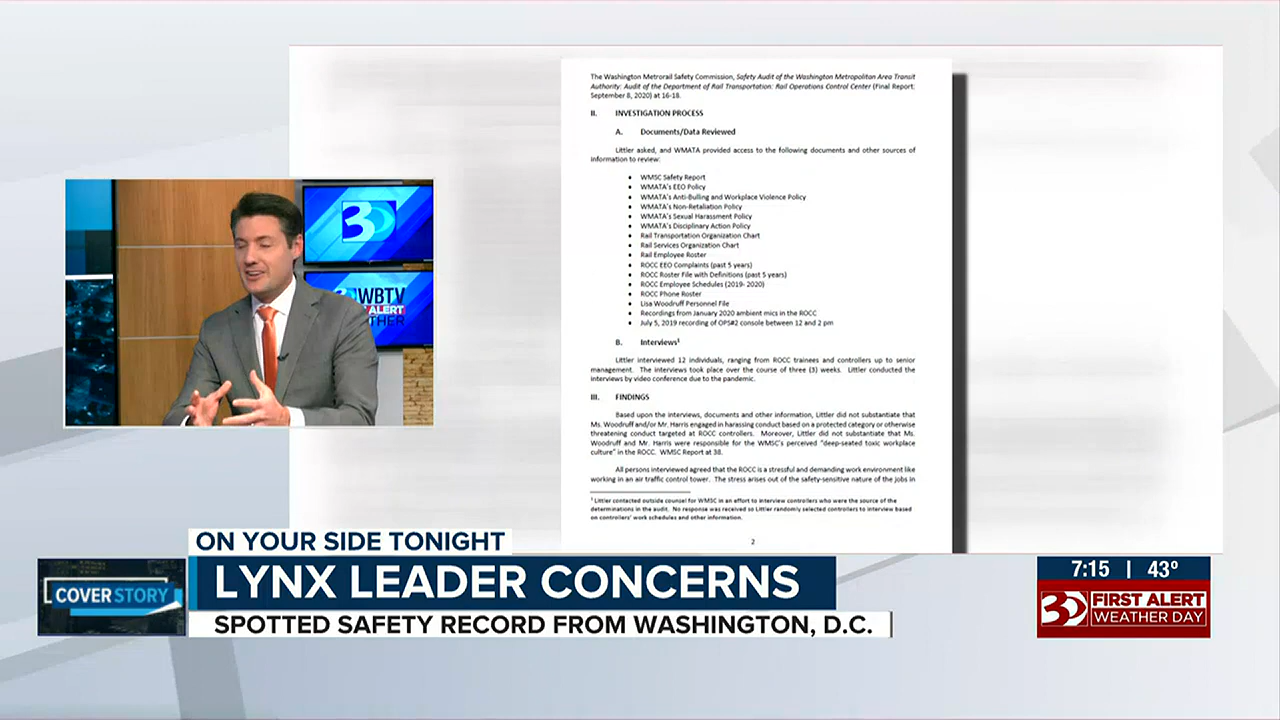 The Washington Metrorail Safety Commission, Safety Audit of the Washington Metropolitan Area Transit
Authority: Audit of the Department of Rail Transportation: Rail Operations Control Center (Final Report:
September 8, 2020) at 16-18.
II. INVESTIGATION PROCESS
A. Documents/Data Reviewed
Littler asked, and WMATA provided access to the following documents and other sources of
information to review:
• WMSC Safety Report
• WMATA's EEO Policy
• WMATA's Anti-Bulling and Workplace Violence Policy
• WMATA's Non-Retaliation Policy
• WMATA's Sexual Harassment Policy
• WMATA's Disciplinary Action Policy
• Rail Transportation Organization Chart
• Rail Services Organization Chart
• Rail Employee Roster
• ROCC EEO Complaints (past 5 years)
• ROCC Roster File with Definitions (past 5 years)
• ROCC Employee Schedules (2019- 2020)
• ROCC Phone Roster
• Lisa Woodruff Personnel File
• Recordings from January 2020 ambient mics in the ROCC
• July 5, 2019 recording of OPS#2 console between 12 and 2 pm
B. Interviews¹
Littler interviewed 12 individuals, ranging from ROCC trainees and controllers up to senior
management. The interviews took place over the course of three (3) weeks. Littler conducted the
interviews by video conference due to the pandemic.
III. FINDINGS
Based upon the interviews, documents and other information, Littler did not substantiate that
Ms. Woodruff and/or Mr. Harris engaged in harassing conduct based on a protected category or otherwise
threatening conduct targeted at ROCC controllers. Moreover, Littler did not substantiate that Ms.
Woodruff and Mr. Harris were responsible for the WMSC's perceived "deep-seated toxic workplace
culture" in the ROCC. WMSC Report at 38.
All persons interviewed agreed that the ROCC is a stressful and demanding work environment like
working in an air traffic control tower. The stress arises out of the safety-sensitive nature of the jobs in
¹ Littler contacted outside counsel for WMSC in an effort to interview controllers who were the source of the
determinations in the audit. No response was received so Littler randomly selected controllers to interview based
on controllers' work schedules and other information.
2
3
WBTV
ALERT
ON YOUR SIDE TONIGHT
COVER STORY
LYNX LEADER CONCERNS
SPOTTED SAFETY RECORD FROM WASHINGTON, D.C.
7:15 | 43°
3 FIRST ALERT
WEATHER DAY